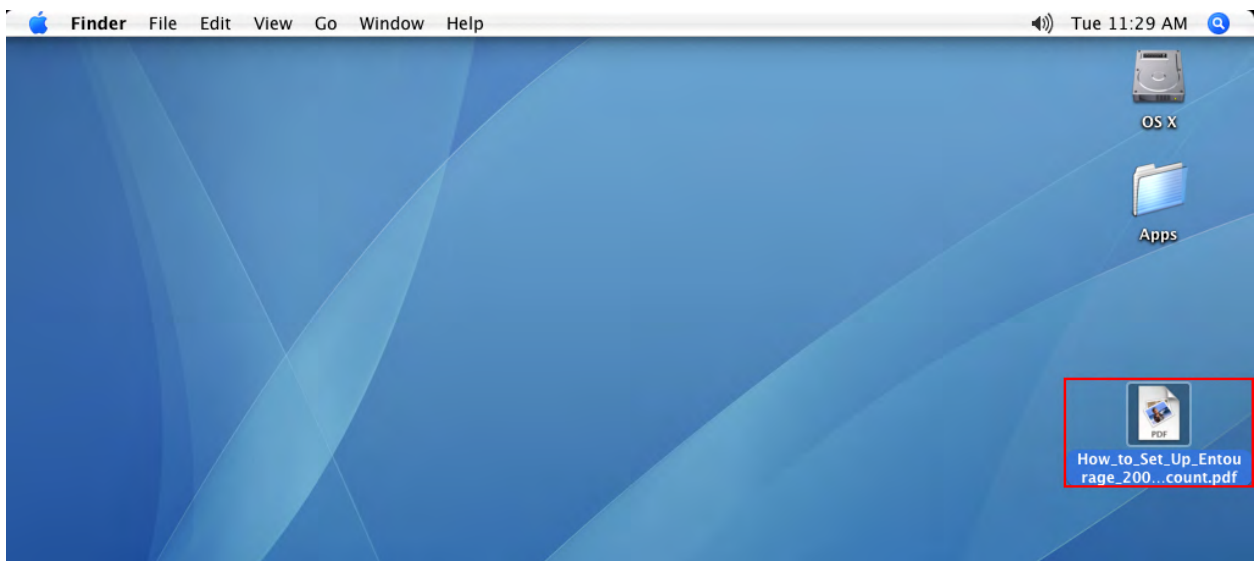 Finder File Edit View Go Window Help Tue 11:29 AM
OS X
Apps
PDF
How_to_Set_Up_Entou
rage_200...count.pdf